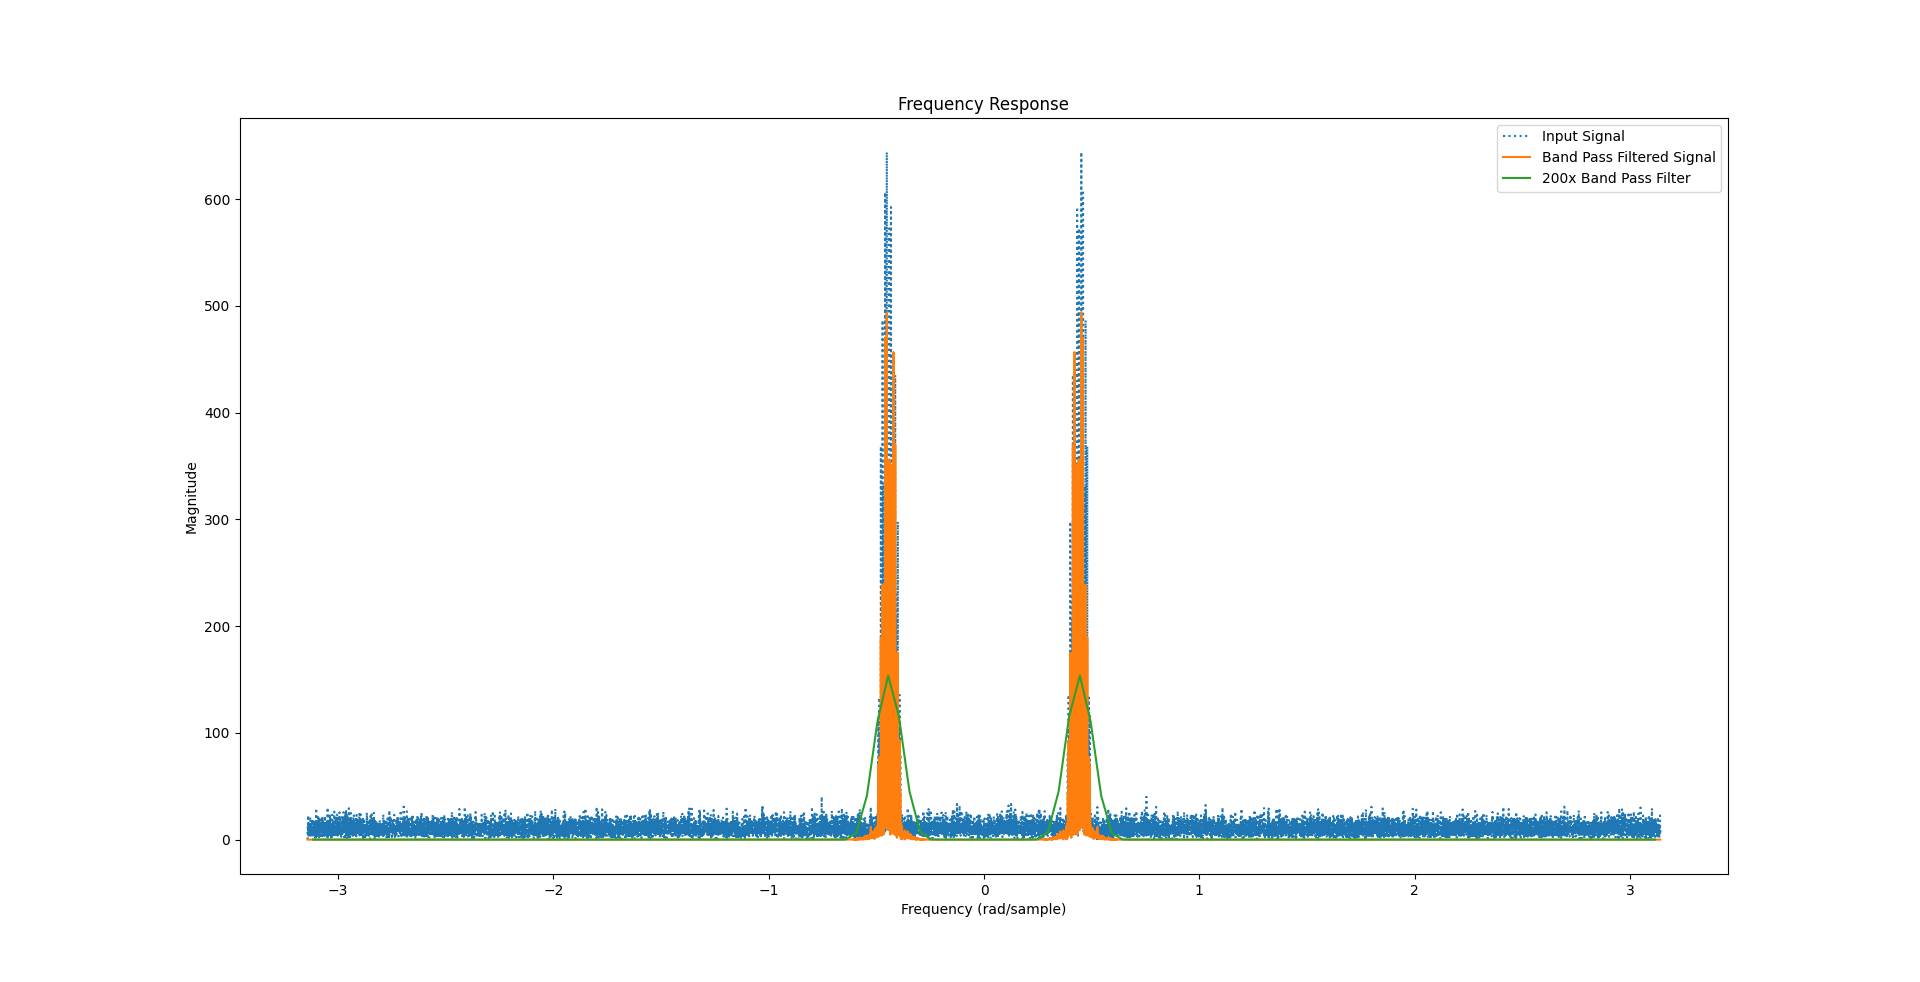 Frequency Response
Input Signal
Band Pass Filtered Signal
200x Band Pass Filter
Magnitude
600
500
400
300
200
100
0
−3 −2 −1 0 1 2 3
Frequency (rad/sample)